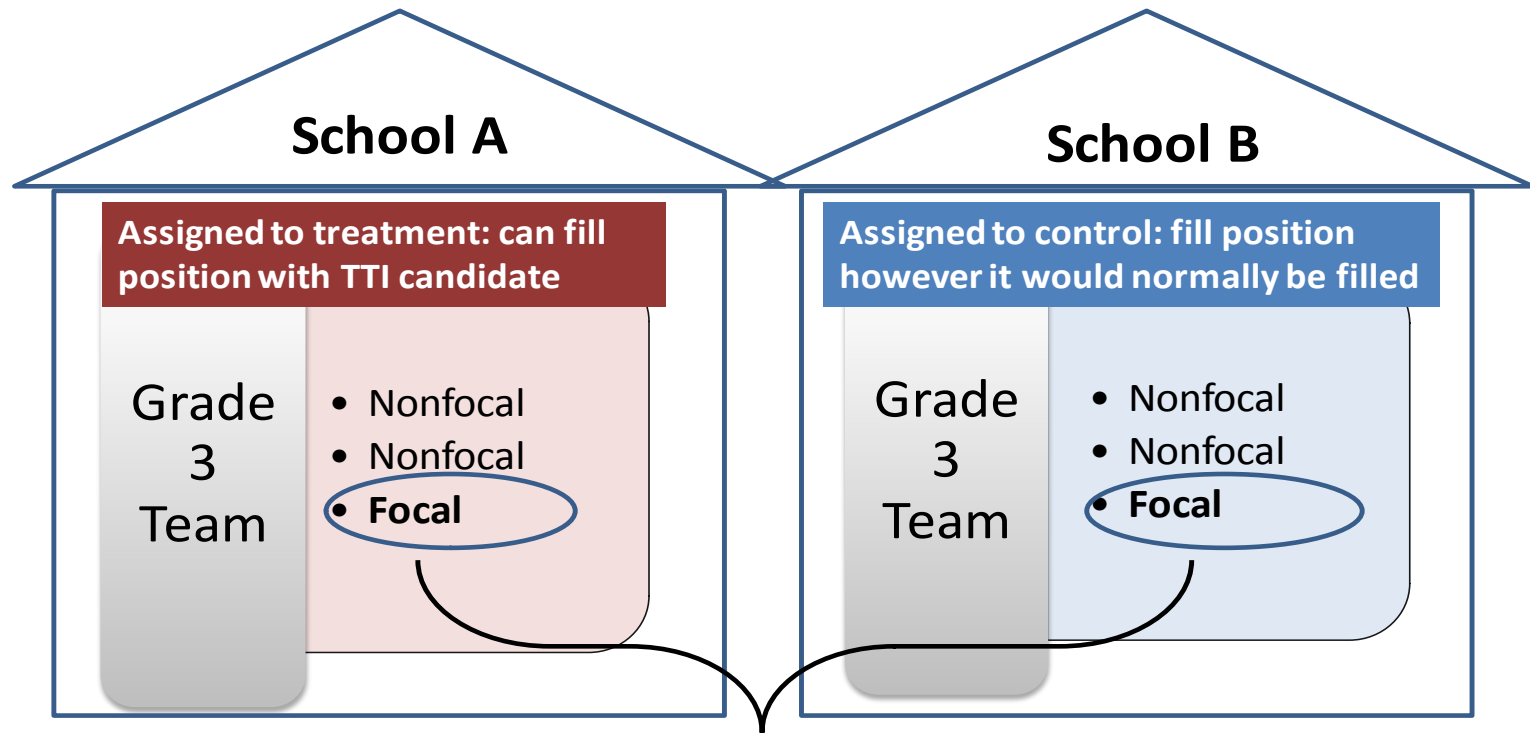 School A
Assigned to treatment: can fill
position with TTI candidate
Grade
3
Team
• Nonfocal
• Nonfocal
• Focal
School B
Assigned to control: fill position
however it would normally be filled
Grade
3
Team
• Nonfocal
• Nonfocal
• Focal